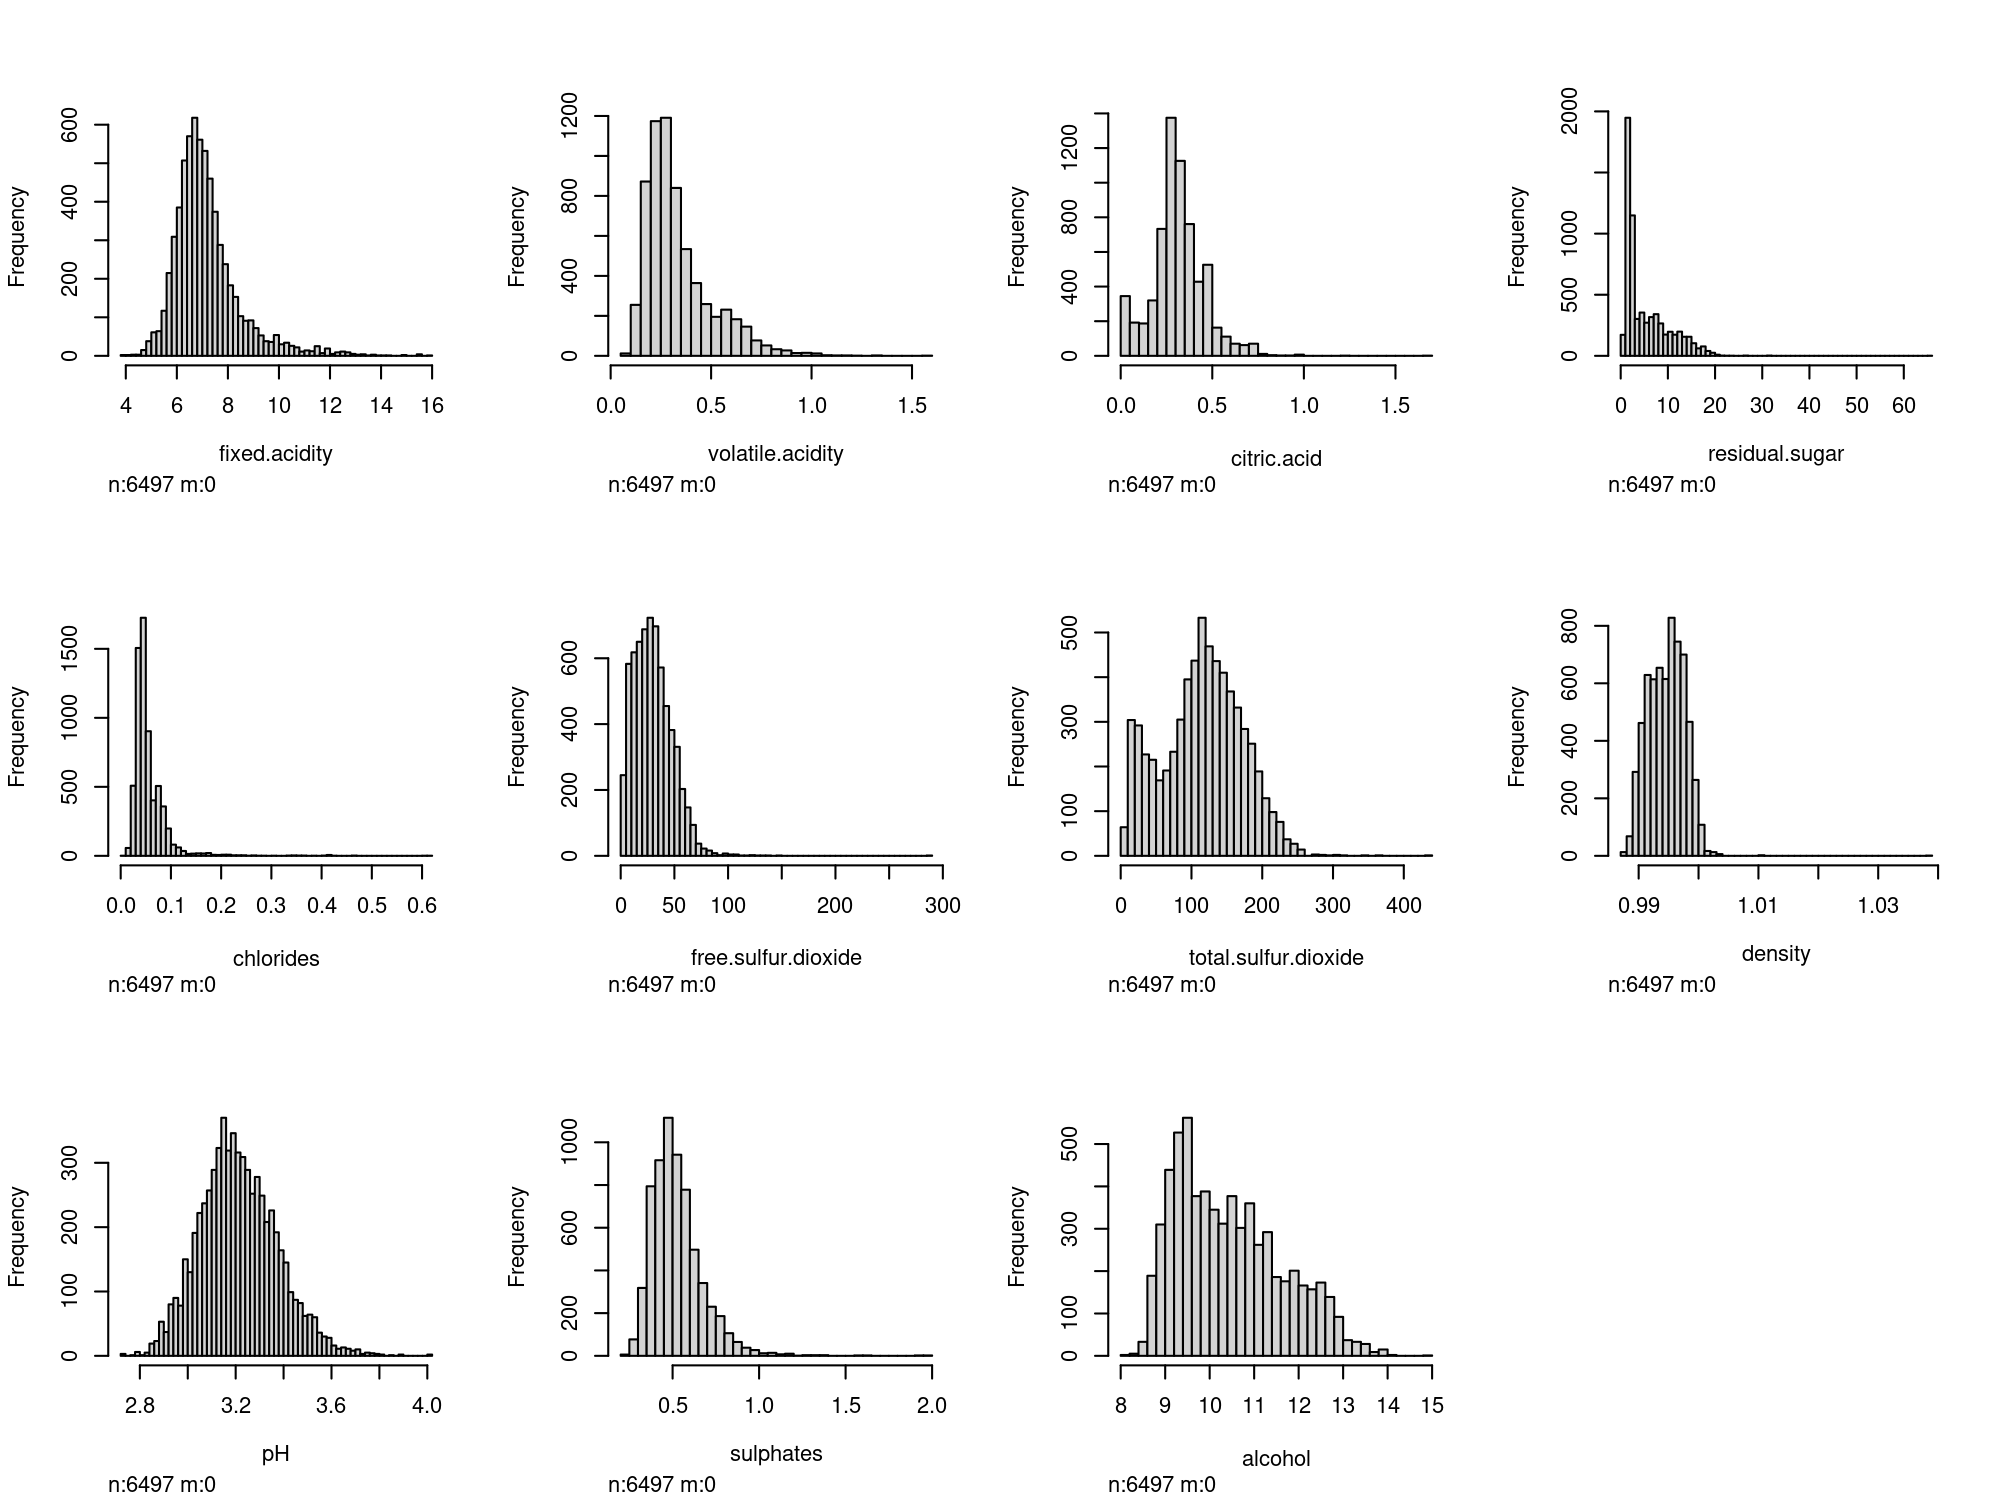 Frequency
0 200 400 600
4 6 8 10 12 14 16
fixed.acidity
n:6497 m:0
Frequency
0 400 800 1200
0.0 0.5 1.0 1.5
volatile.acidity
n:6497 m:0
Frequency
0 400 800 1200
0.0 0.5 1.0 1.5
citric.acid
n:6497 m:0
Frequency
0 500 1000 2000
0 10 20 30 40 50 60
residual.sugar
n:6497 m:0
Frequency
0 500 1000 1500
0.0 0.1 0.2 0.3 0.4 0.5 0.6
chlorides
n:6497 m:0
Frequency
0 200 400 600
0 50 100 200 300
free.sulfur.dioxide
n:6497 m:0
Frequency
0 100 300 500
0 100 200 300 400
total.sulfur.dioxide
n:6497 m:0
Frequency
0 200 400 600 800
0.99 1.01 1.03
density
n:6497 m:0
Frequency
0 100 200 300
2.8 3.2 3.6 4.0
pH
n:6497 m:0
Frequency
0 200 600 1000
0.5 1.0 1.5 2.0
sulphates
n:6497 m:0
Frequency
0 100 300 500
8 9 10 11 12 13 14 15
alcohol
n:6497 m:0